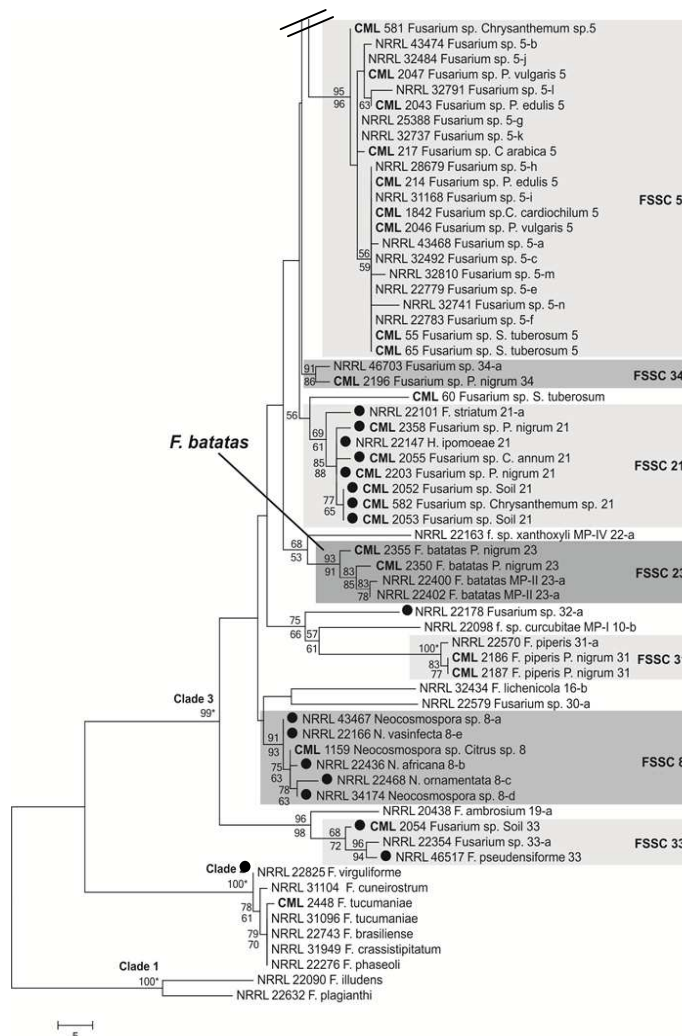 CML 581 Fusarium sp. Chrysanthemum sp.5
NRRL 43474 Fusarium sp. 5-b
NRRL 32484 Fusarium sp. 5-j
CML 2047 Fusarium sp. P. vulgaris 5
NRRL 32791 Fusarium sp. 5-l
CML 2043 Fusarium sp. P. edulis 5
NRRL 25388 Fusarium sp. 5-g
NRRL 32737 Fusarium sp. 5-k
CML 217 Fusarium sp. C arabica 5
NRRL 28679 Fusarium sp. 5-h
CML 214 Fusarium sp. P. edulis 5
NRRL 31168 Fusarium sp. 5-i
CML 1842 Fusarium sp.C. cardiochilum 5
CML 2046 Fusarium sp. P. vulgaris 5
NRRL 43468 Fusarium sp. 5-a
NRRL 32492 Fusarium sp. 5-c
NRRL 32810 Fusarium sp. 5-m
NRRL 22779 Fusarium sp. 5-e
NRRL 32741 Fusarium sp. 5-n
NRRL 22783 Fusarium sp. 5-f
CML 55 Fusarium sp. S. tuberosum 5
CML 65 Fusarium sp. S. tuberosum 5
95
96
63
56
59
FSSC 5
NRRL 46703 Fusarium sp. 34-a
CML 2196 Fusarium sp. P. nigrum 34
91
86
FSSC 34
CML 60 Fusarium sp. S. tuberosum
56
NRRL 22101 F. striatum 21-a
CML 2358 Fusarium sp. P. nigrum 21
NRRL 22147 H. ipomoeae 21
CML 2055 Fusarium sp. C. annum 21
CML 2203 Fusarium sp. P. nigrum 21
CML 2052 Fusarium sp. Soil 21
CML 582 Fusarium sp. Chrysanthemum sp. 21
CML 2053 Fusarium sp. Soil 21
69
61
85
88
77
65
FSSC 21
F. batatas
NRRL 22163 f. sp. xanthoxyli MP-IV 22-a
68
53
CML 2355 F. batatas P. nigrum 23
CML 2350 F. batatas P. nigrum 23
NRRL 22400 F. batatas MP-II 23-a
NRRL 22402 F. batatas MP-II 23-a
93
91
83
85
83
78
FSSC 23
NRRL 22178 Fusarium sp. 32-a
NRRL 22098 f. sp. curcubitae MP-I 10-b
75
66
57
61
NRRL 22570 F. piperis 31-a
CML 2186 F. piperis P. nigrum 31
CML 2187 F. piperis P. nigrum 31
100*
83
77
FSSC 31
NRRL 32434 F. lichenicola 16-b
NRRL 22579 Fusarium sp. 30-a
Clade 3
99*
NRRL 43467 Neocosmospora sp. 8-a
NRRL 22166 N. vasinfecta 8-e
CML 1159 Neocosmospora sp. Citrus sp. 8
NRRL 22436 N. africana 8-b
NRRL 22468 N. ornamentata 8-c
NRRL 34174 Neocosmospora sp. 8-d
91
93
75
63
78
63
FSSC 8
NRRL 20438 F. ambrosium 19-a
96
98
CML 2054 Fusarium sp. Soil 33
NRRL 22354 Fusarium sp. 33-a
NRRL 46517 F. pseudensiforme 33
68
72
96
94
FSSC 33
Clade
100*
NRRL 22825 F. virguliforme
NRRL 31104 F. cuneirostrum
CML 2448 F. tucumaniae
NRRL 31096 F. tucumaniae
NRRL 22743 F. brasiliense
NRRL 31949 F. crassistipitatum
NRRL 22276 F. phaseoli
78
61
79
70
Clade 1
100*
NRRL 22090 F. illudens
NRRL 22632 F. plagianthi
5